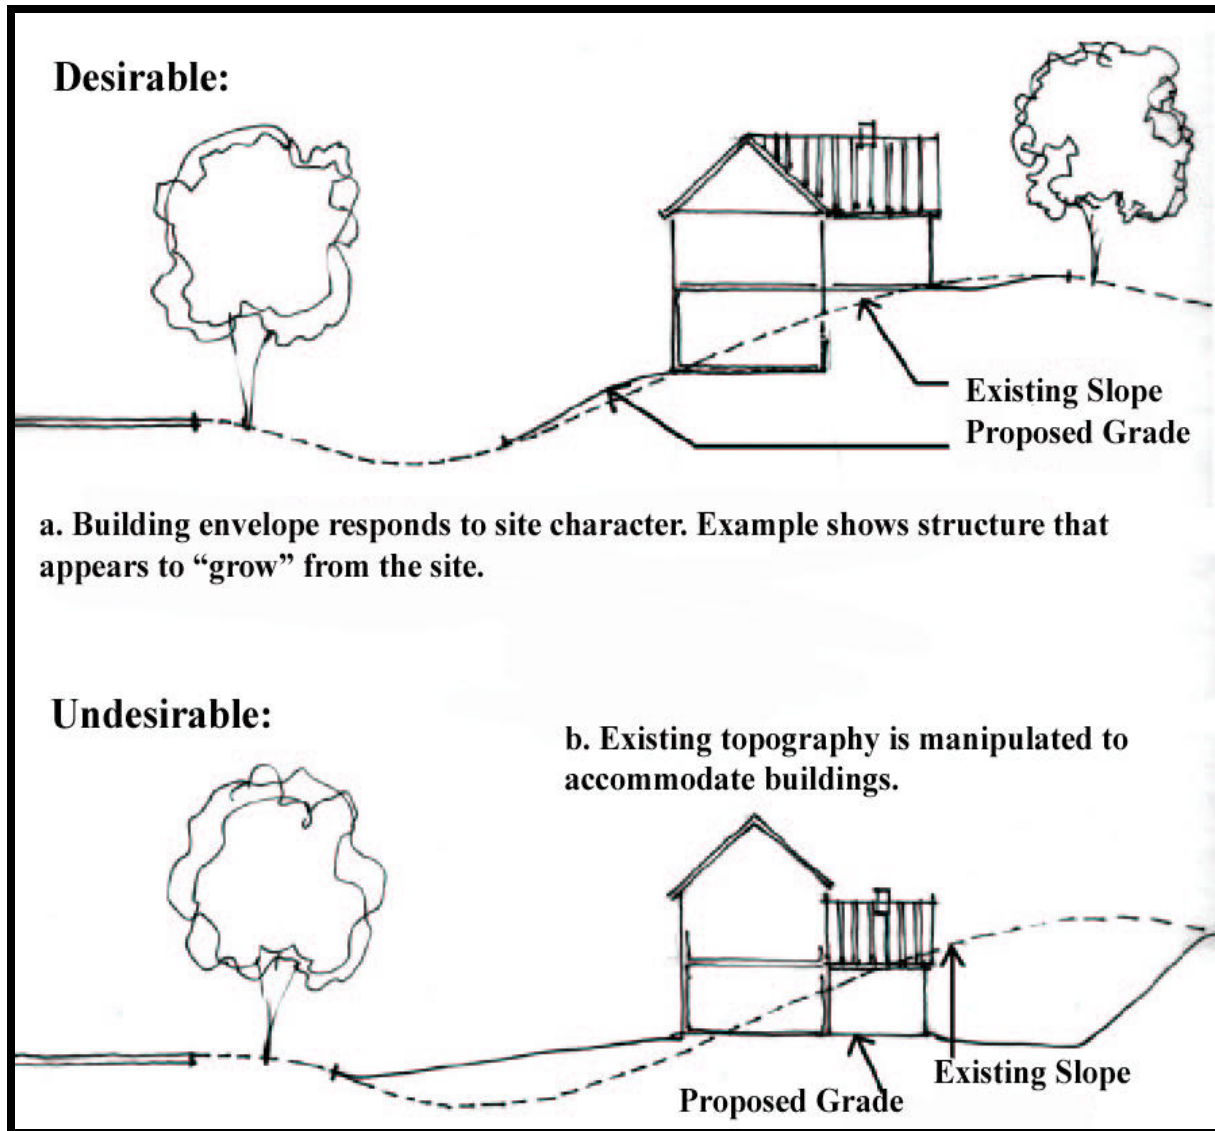 Desirable:
Existing Slope
Proposed Grade
a. Building envelope responds to site character. Example shows structure that
appears to “grow” from the site.
Undesirable:
b. Existing topography is manipulated to
accommodate buildings.
Existing Slope
Proposed Grade